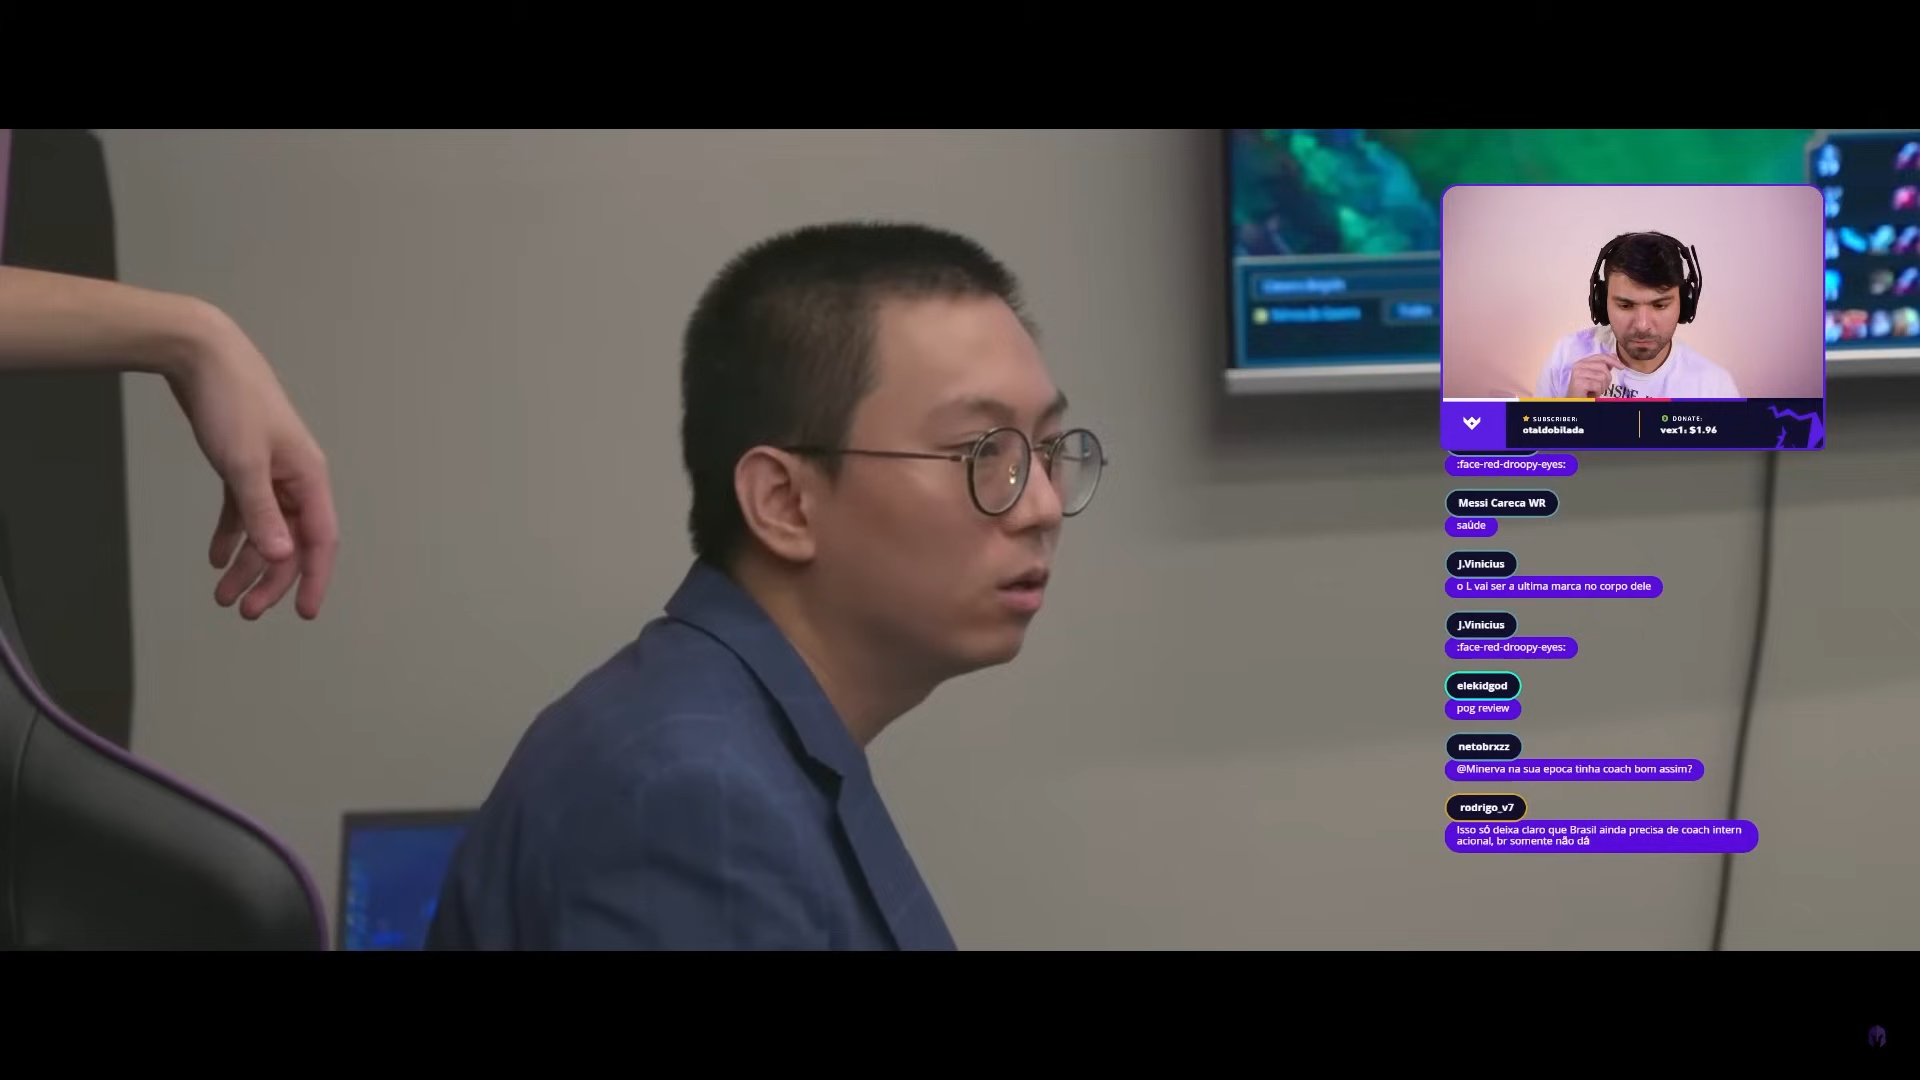 SUBSCRIBER:
otaldobilada
DONATE:
vex1: $1.96
:face-red-droopy-eyes:
Messi Careca WR
saúde
J.Vinicius
o L vai ser a ultima marca no corpo dele
J.Vinicius
:face-red-droopy-eyes:
elekidgod
pog review
netobrxzz
@Minerva na sua epoca tinha coach bom assim?
rodrigo_v7
Isso só deixa claro que Brasil ainda precisa de coach intern
acional, br somente não dá